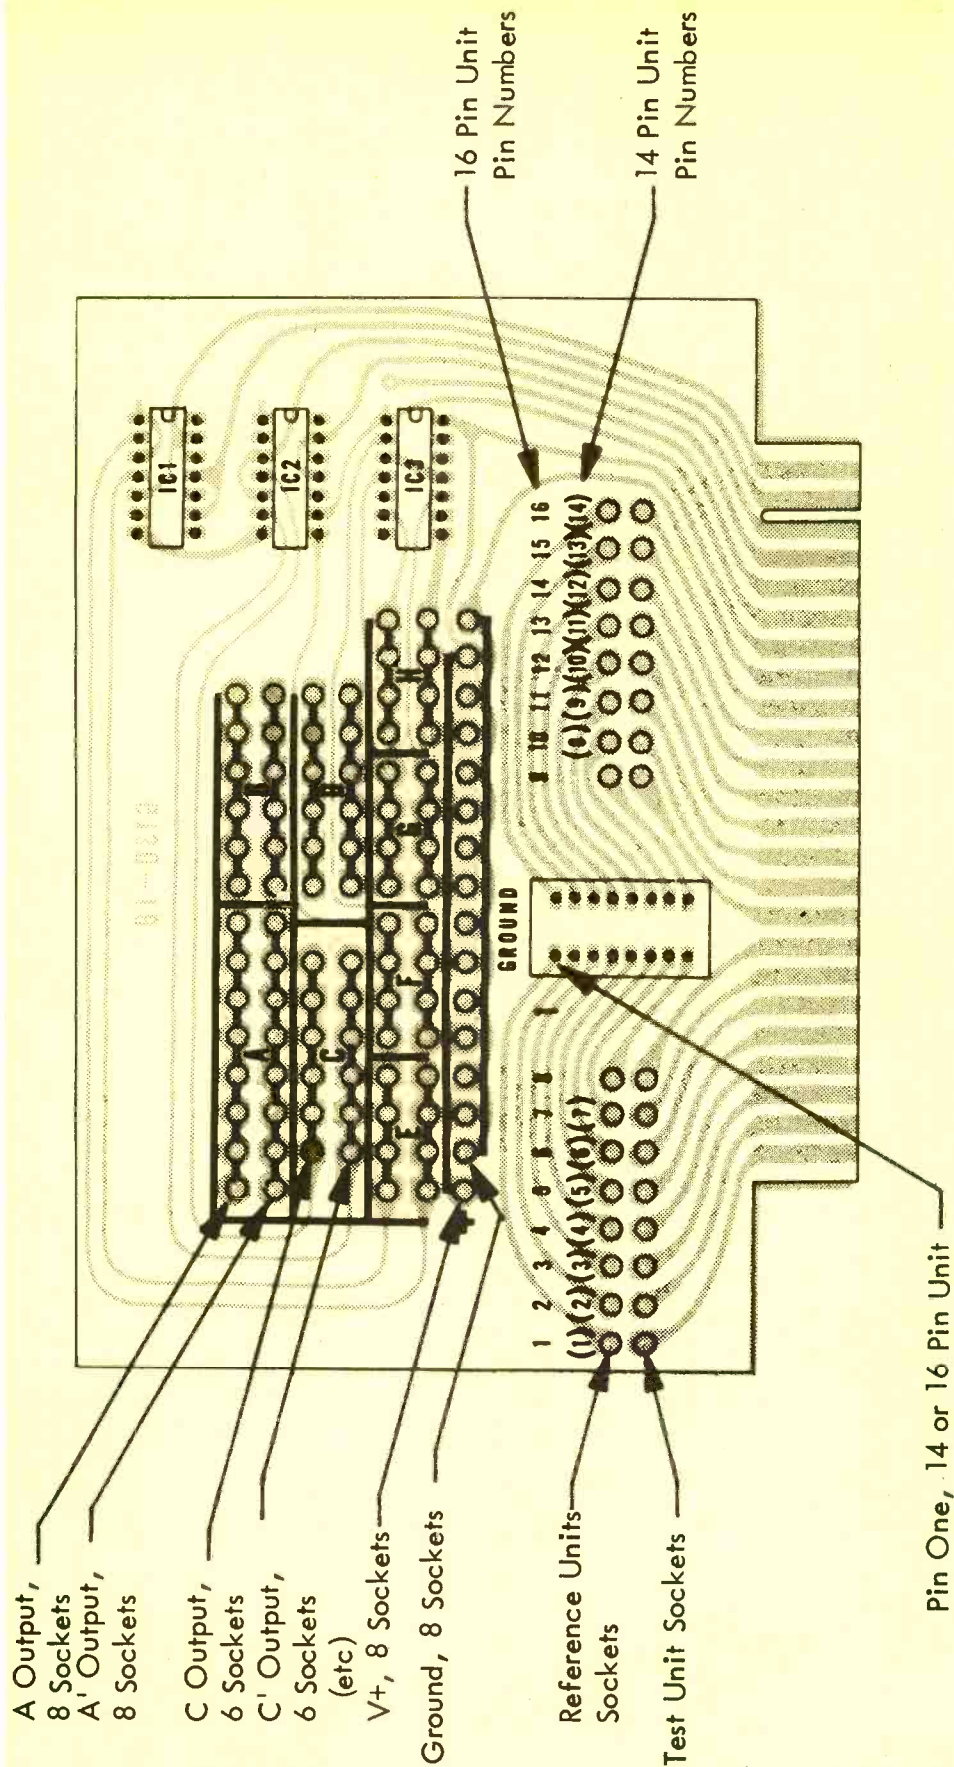 A Output,
8 Sockets
A' Output,
8 Sockets
C Output,
6 Sockets
C' Output,
6 Sockets
(etc)
V+, 8 Sockets
Ground, 8 Sockets
Reference Units
Sockets
Test Unit Sockets
Pin One, 14 or 16 Pin Unit
16 Pin Unit
Pin Numbers
14 Pin Unit
Pin Numbers
IC1
IC2
IC3
A
B
C
D
E
F
G
H
+
GROUND
1 2 3 4 5 6 7 8
(1)(2)(3)(4)(5)(6)(7)
1
9 10 11 12 13 14 15 16
(8)(9)(10)(11)(12)(13)(14)